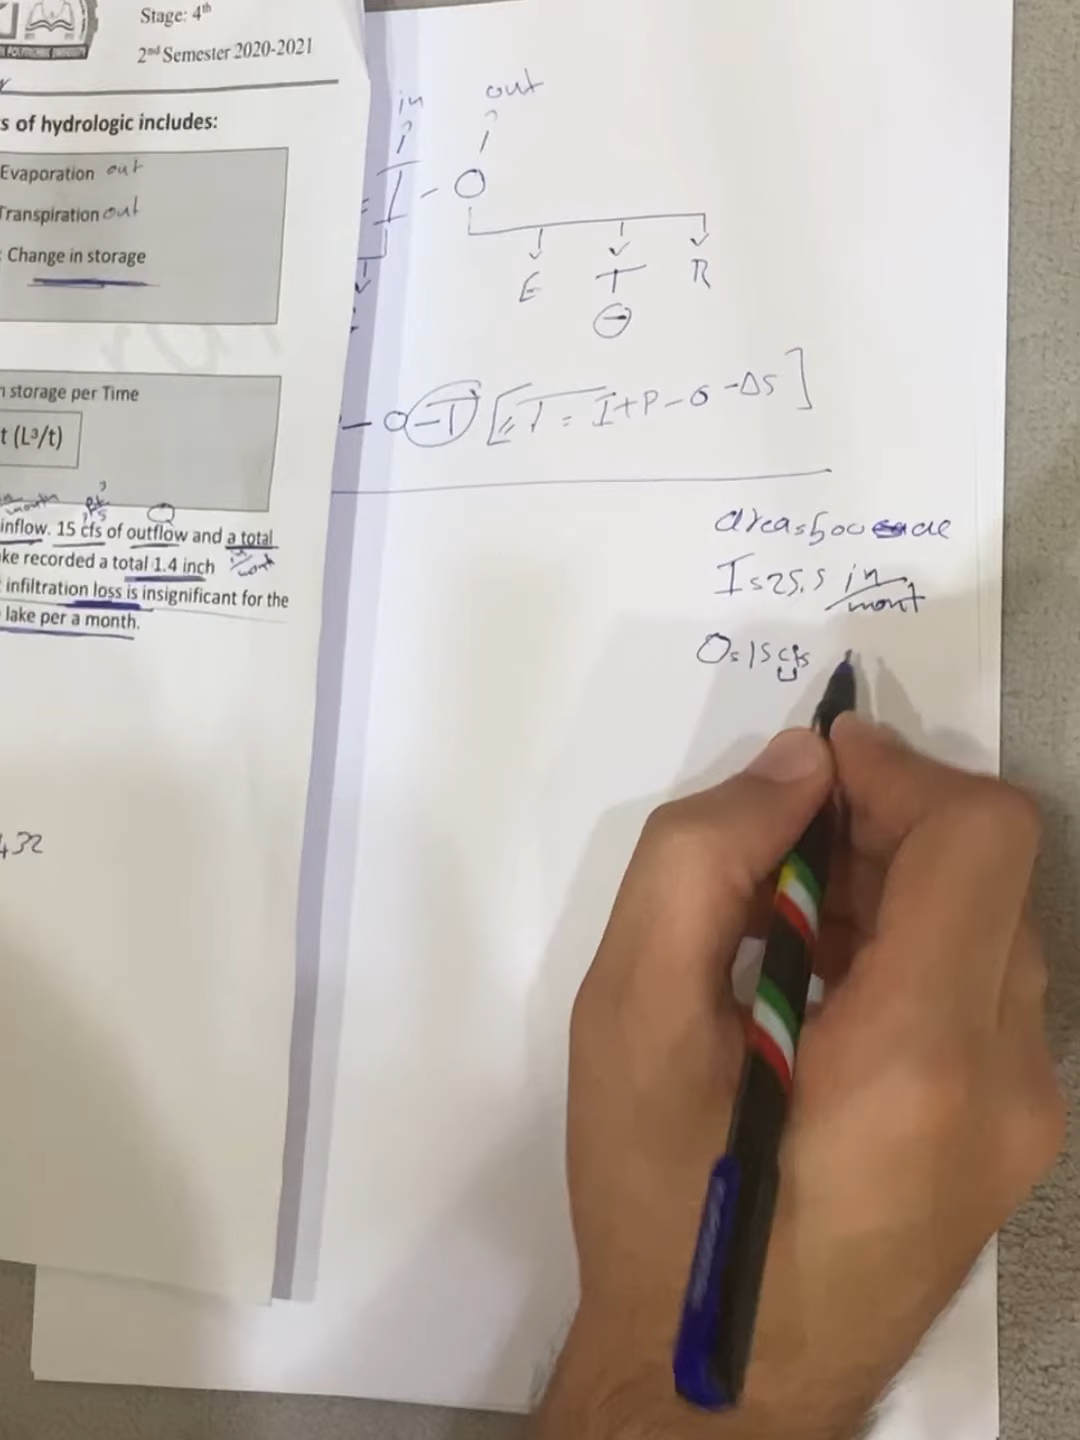 Stage: 4th
2nd Semester 2020-2021
s of hydrologic includes:
Evaporation out
Transpiration out
: Change in storage
n storage per Time
t (L³/t)
inflow. 15 cfs of outflow and a total
ke recorded a total 1.4 inch
infiltration loss is insignificant for the
lake per a month.
432
in out
= I - O
E T R
-
- O - T [ T = I + P - O - ΔS ]
I = 25.5 in/mont
O = 15 cfs